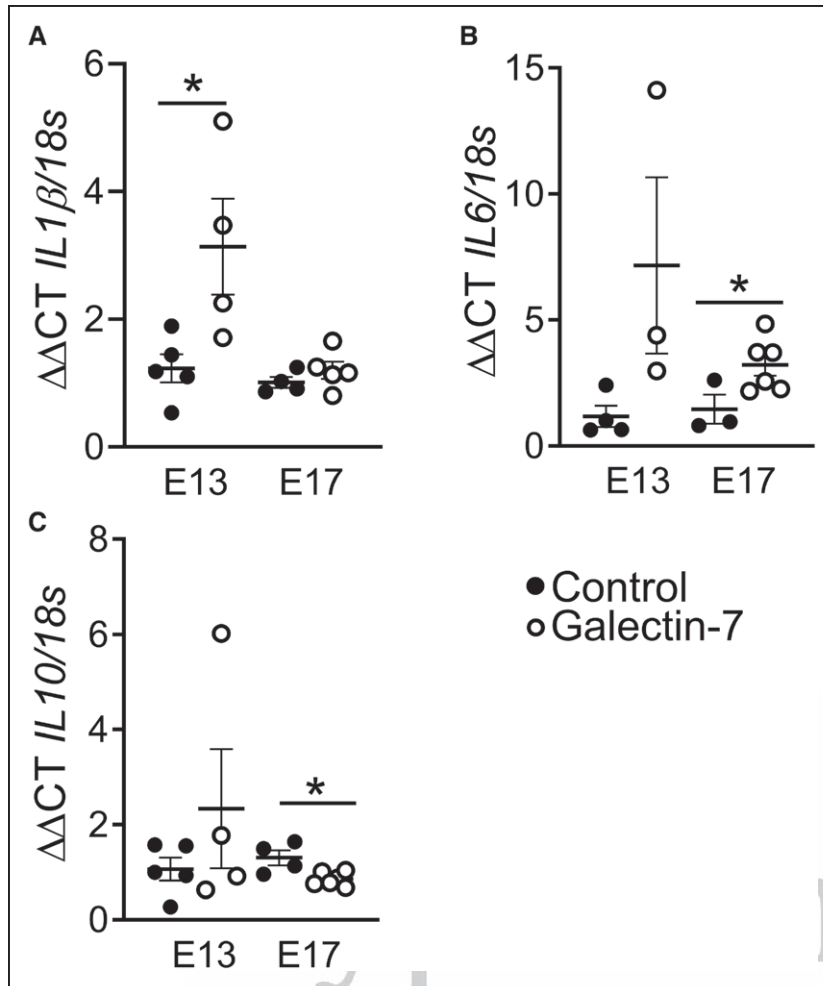 A
6
4
2
0
ΔΔCT IL1β/18s
*
E13 E17
B
15
10
5
0
ΔΔCT IL6/18s
*
E13 E17
C
8
6
4
2
0
ΔΔCT IL10/18s
*
E13 E17
Control
Galectin-7